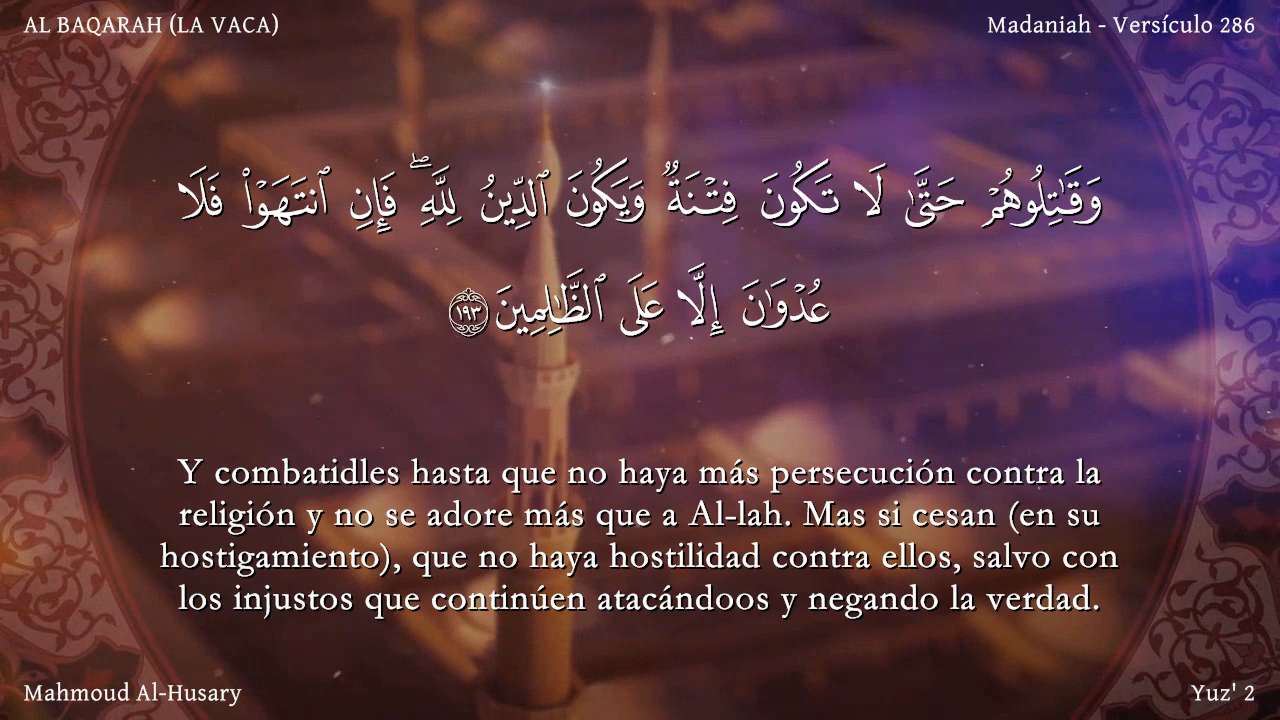 AL BAQARAH (LA VACA)
Madaniah - Versículo 286
وَقَٰتِلُوهُمْ حَتَّىٰ لَا تَكُونَ فِتْنَةٌۭ وَيَكُونَ ٱلدِّينُ لِلَّهِ ۖ فَإِنِ ٱنتَهَوْا۟ فَلَا
عُدْوَٰنَ إِلَّا عَلَى ٱلظَّٰلِمِينَ ١٩٣
Y combatidles hasta que no haya más persecución contra la
religión y no se adore más que a Al-lah. Mas si cesan (en su
hostigamiento), que no haya hostilidad contra ellos, salvo con
los injustos que continúen atacándoos y negando la verdad.
Mahmoud Al-Husary
Yuz' 2